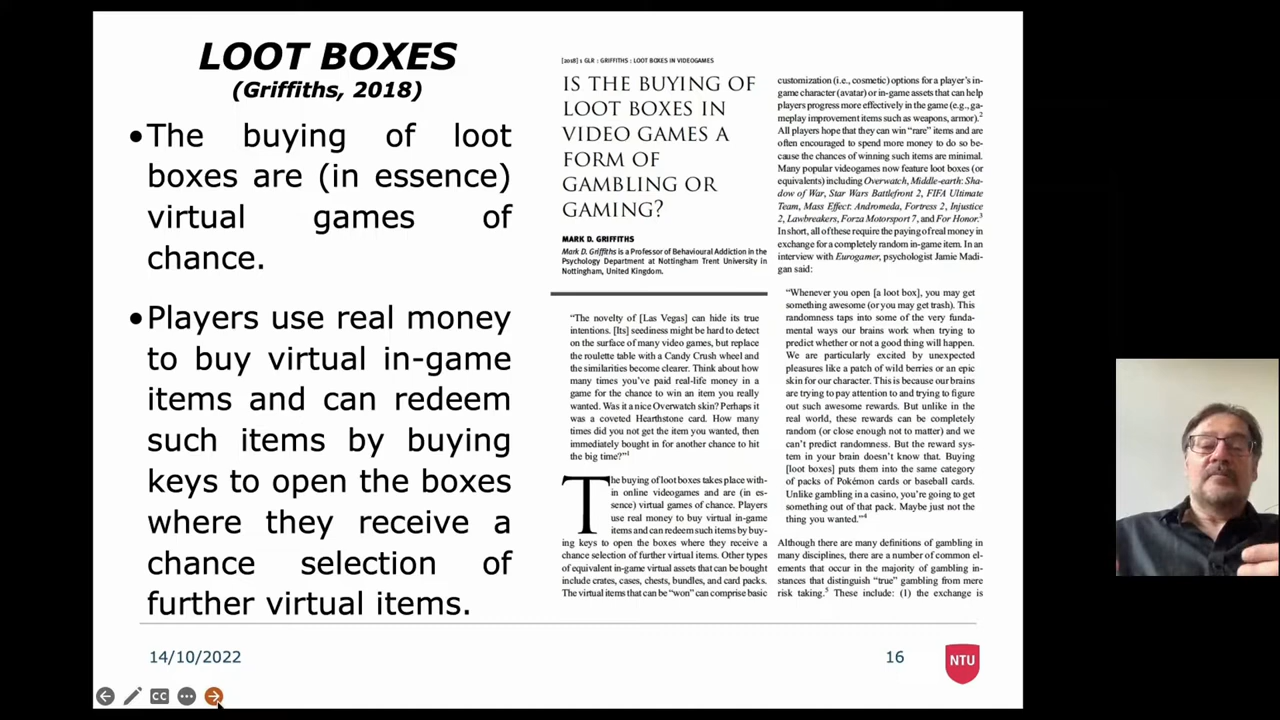 LOOT BOXES
(Griffiths, 2018)
•The buying of loot
boxes are (in essence)
virtual games of
chance.
•Players use real money
to buy virtual in-game
items and can redeem
such items by buying
keys to open the boxes
where they receive a
chance selection of
further virtual items.
[2018] 1 GLR : GRIFFITHS : LOOT BOXES IN VIDEOGAMES
IS THE BUYING OF
LOOT BOXES IN
VIDEO GAMES A
FORM OF
GAMBLING OR
GAMING?
MARK D. GRIFFITHS
Mark D. Griffiths is a Professor of Behavioural Addiction in the
Psychology Department at Nottingham Trent University in
Nottingham, United Kingdom.
“The novelty of [Las Vegas] can hide its true
intentions. [Its] seediness might be hard to detect
on the surface of many video games, but replace
the roulette table with a Candy Crush wheel and
the similarities become clearer. Think about how
many times you’ve paid real-life money in a
game for the chance to win an item you really
wanted. Was it a nice Overwatch skin? Perhaps it
was a coveted Hearthstone card. How many
times did you not get the item you wanted, then
immediately bought in for another chance to hit
the big time?”1
The buying of loot boxes takes place with-
in online videogames and are (in es-
sence) virtual games of chance. Players
use real money to buy virtual in-game
items and can redeem such items by buy-
ing keys to open the boxes where they receive a
chance selection of further virtual items. Other types
of equivalent in-game virtual assets that can be bought
include crates, cases, chests, bundles, and card packs.
The virtual items that can be “won” can comprise basic
customization (i.e., cosmetic) options for a player’s in-
game character (avatar) or in-game assets that can help
players progress more effectively in the game (e.g., ga-
meplay improvement items such as weapons, armor).2
All players hope that they can win “rare” items and are
often encouraged to spend more money to do so be-
cause the chances of winning such items are minimal.
Many popular videogames now feature loot boxes (or
equivalents) including Overwatch, Middle-earth: Sha-
dow of War, Star Wars Battlefront 2, FIFA Ultimate
Team, Mass Effect: Andromeda, Fortress 2, Injustice
2, Lawbreakers, Forza Motorsport 7, and For Honor.3
In short, all of these require the paying of real money in
exchange for a completely random in-game item. In an
interview with Eurogamer, psychologist Jamie Madi-
gan said:
“Whenever you open [a loot box], you may get
something awesome (or you may get trash). This
randomness taps into some of the very funda-
mental ways our brains work when trying to
predict whether or not a good thing will happen.
We are particularly excited by unexpected
pleasures like a patch of wild berries or an epic
skin for our character. This is because our brains
are trying to pay attention to and trying to figure
out such awesome rewards. But unlike in the
real world, these rewards can be completely
random (or close enough not to matter) and we
can’t predict randomness. But the reward sys-
tem in your brain doesn’t know that. Buying
[loot boxes] puts them into the same category
of packs of Pokémon cards or baseball cards.
Unlike gambling in a casino, you’re going to get
something out of that pack. Maybe just not the
thing you wanted.”4
Although there are many definitions of gambling in
many disciplines, there are a number of common el-
ements that occur in the majority of gambling in-
stances that distinguish “true” gambling from mere
risk taking.5 These include: (1) the exchange is
14/10/2022
16
NTU
CC